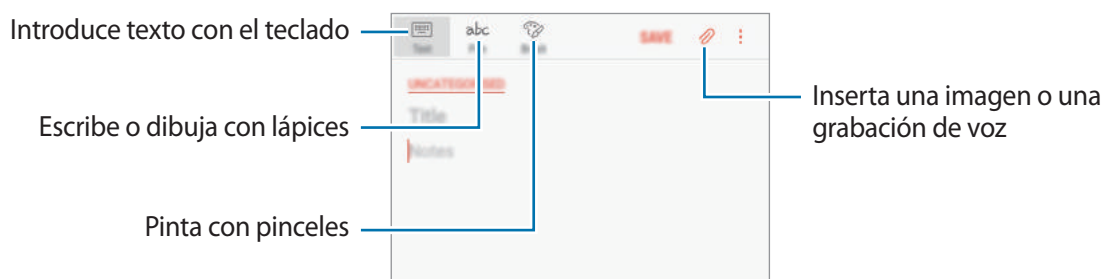 Introduce texto con el teclado
abc
Text
SAVE
UNCATEGORISED
Title
Inserta una imagen o una
grabación de voz
Escribe o dibuja con lápices
Notes
Pinta con pinceles